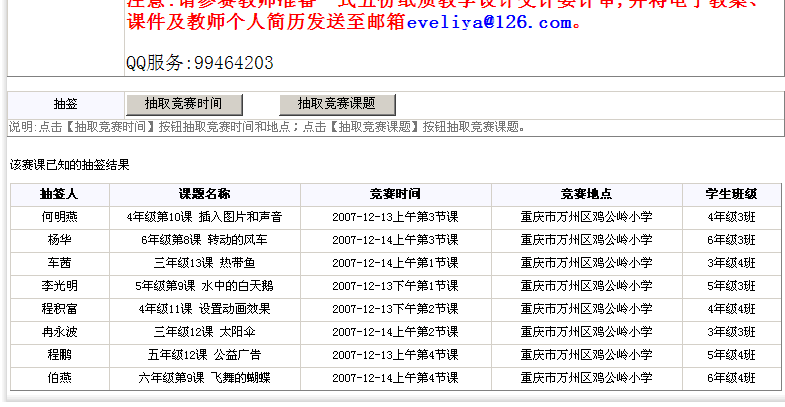 注意:请参赛教师准备一式五份纸质教学设计交评委评审,并将电子教案、
课件及教师个人简历发送至邮箱eveliya@126.com。
QQ服务:99464203
抽签 抽取竞赛时间 抽取竞赛课题
说明:点击【抽取竞赛时间】按钮抽取竞赛时间和地点；点击【抽取竞赛课题】按钮抽取竞赛课题。
该赛课已知的抽签结果
抽签人 课题名称 竞赛时间 竞赛地点 学生班级
何明燕 4年级第10课 插入图片和声音 2007-12-13上午第3节课 重庆市万州区鸡公岭小学 4年级3班
杨华 6年级第8课 转动的风车 2007-12-13上午第2节课 重庆市万州区鸡公岭小学 6年级3班
车茜 三年级13课 热带鱼 2007-12-14上午第1节课 重庆市万州区鸡公岭小学 3年级4班
李光明 5年级第9课 水中的白天鹅 2007-12-13下午第1节课 重庆市万州区鸡公岭小学 5年级3班
程积富 4年级11课 设置动画效果 2007-12-13下午第2节课 重庆市万州区鸡公岭小学 4年级4班
冉永波 三年级12课 太阳伞 2007-12-14上午第2节课 重庆市万州区鸡公岭小学 3年级3班
程鹏 五年级12课 公益广告 2007-12-13上午第4节课 重庆市万州区鸡公岭小学 5年级4班
伯燕 六年级第9课 飞舞的蝴蝶 2007-12-14上午第4节课 重庆市万州区鸡公岭小学 6年级4班